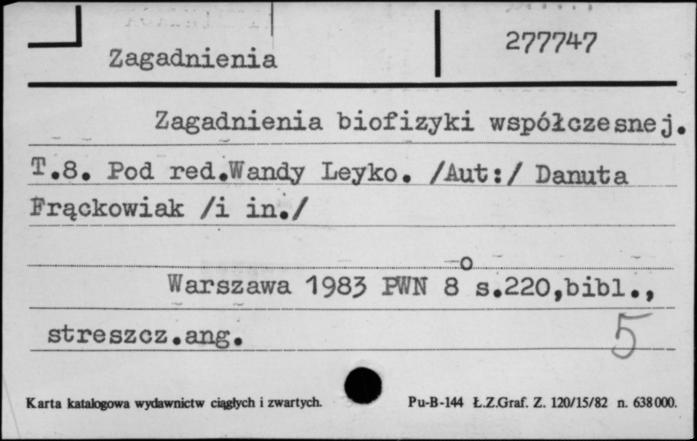 Zagadnienia 277747
Zagadnienia biofizyki współczesnej.
T.8. Pod red.Wandy Leyko. /Aut:/ Danuta
Frąckowiak /i in./
Warszawa 1983 PWN 8⁰ s.220,bibl.,
streszcz.ang.
5
Karta katalogowa wydawnictw ciągłych i zwartych. Pu-B-144 Ł.Z.Graf. Z. 120/15/82 n. 638000.